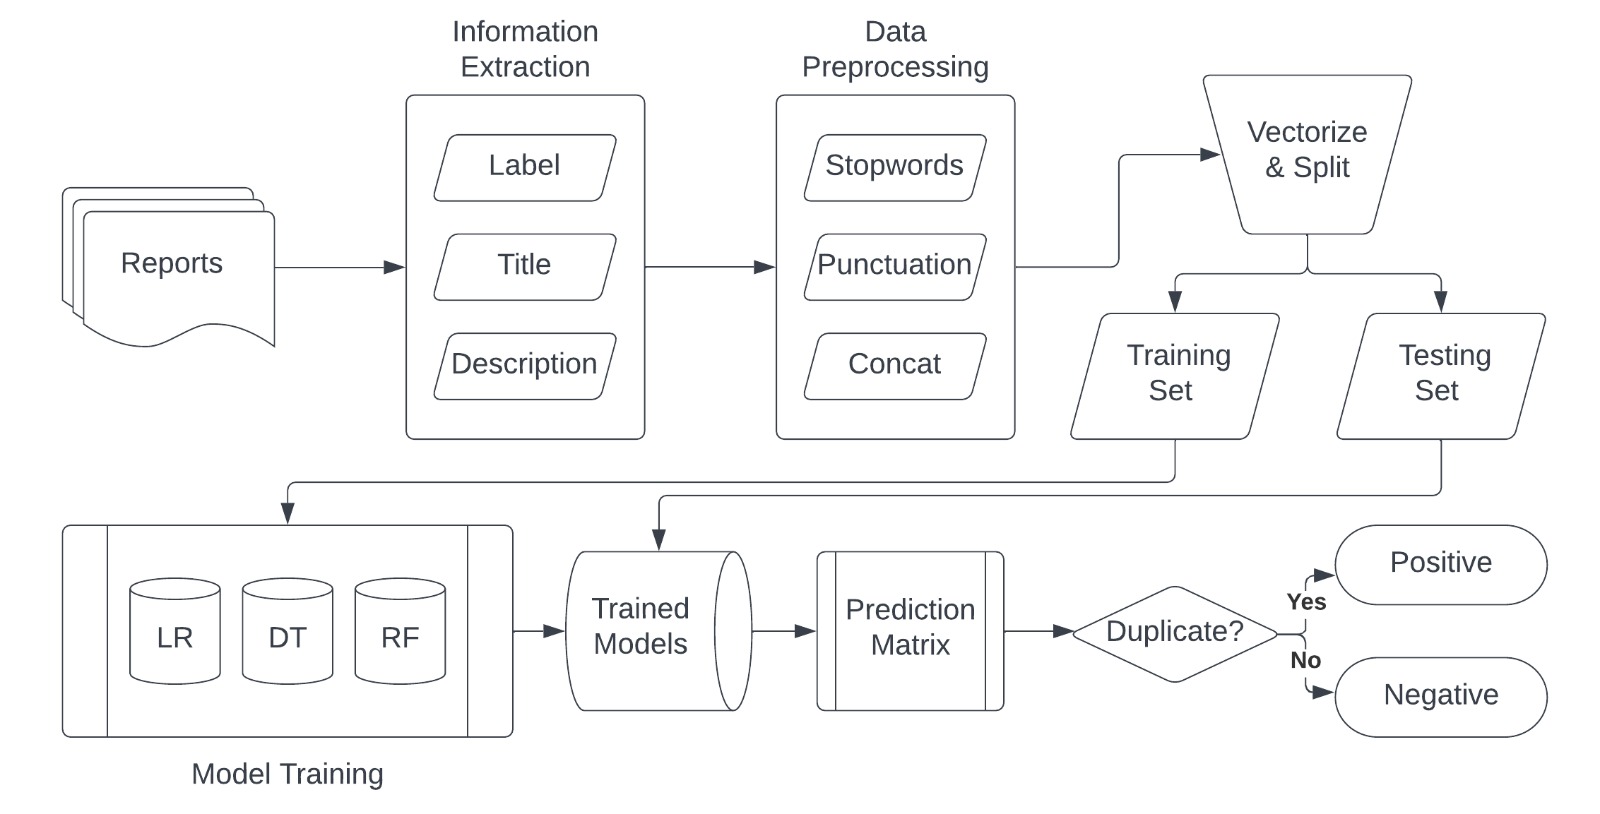 Information
Extraction
Data
Preprocessing
Reports
Label
Title
Description
Stopwords
Punctuation
Concat
Vectorize
& Split
Training
Set
Testing
Set
LR
DT
RF
Model Training
Trained
Models
Prediction
Matrix
Duplicate?
Yes
No
Positive
Negative